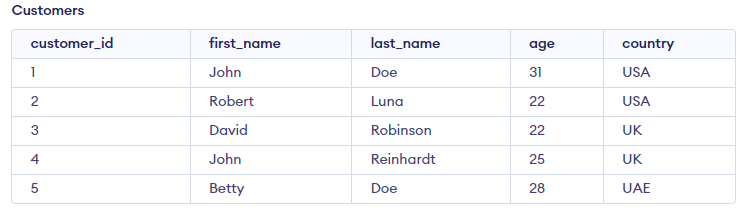 Customers
customer_id first_name last_name age country
1 John Doe 31 USA
2 Robert Luna 22 USA
3 David Robinson 22 UK
4 John Reinhardt 25 UK
5 Betty Doe 28 UAE